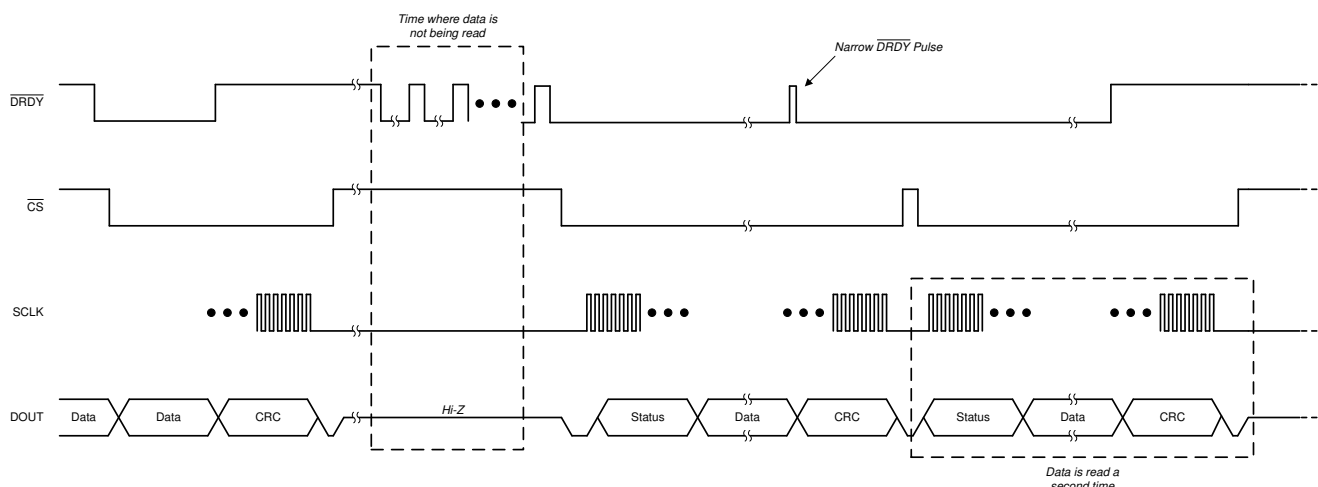 Time where data is
not being read
Narrow DRDY Pulse
DRDY
CS
SCLK
DOUT Data Data CRC Hi-Z Status Data CRC Status Data CRC
Data is read a
second time